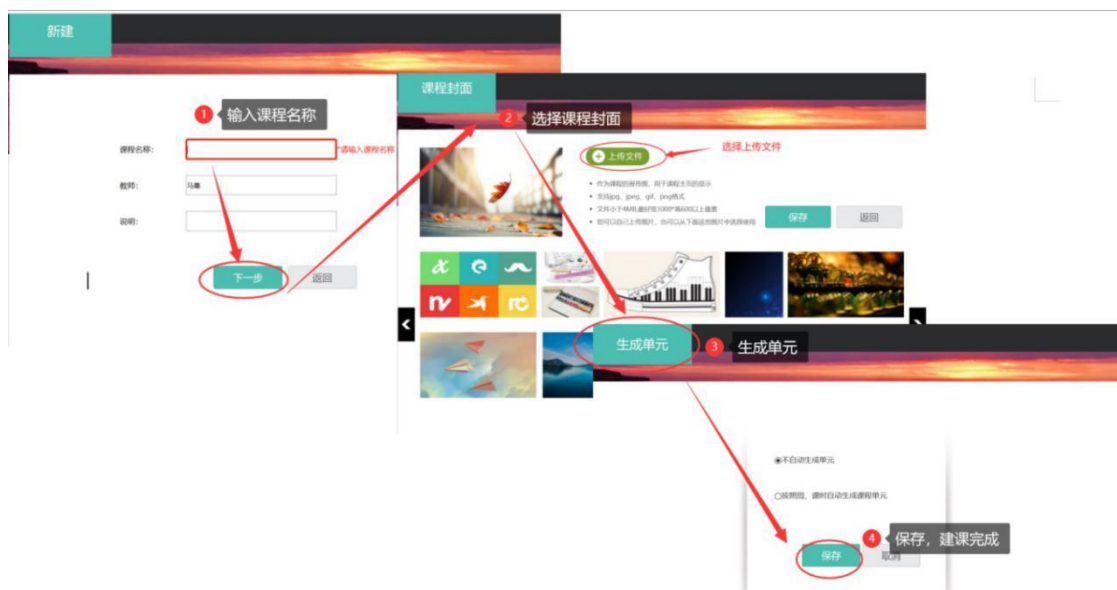 新建
1 输入课程名称
课程名称:
*请输入课程名称
教师:
马毒
说明:
下一步
返回
课程封面
2 选择课程封面
上传文件
选择上传文件
作为课程的宣传图，用于课程主页的显示
支持jpg、jpeg、gif、png格式
文件小于4MB,最好宽1000*高600以上像素
您可以自己上传图片，也可以从下面这些图片中选择使用
保存
返回
生成单元
3 生成单元
不自动生成单元
按照周、课时自动生成课程单元
4 保存，建课完成
保存
取消